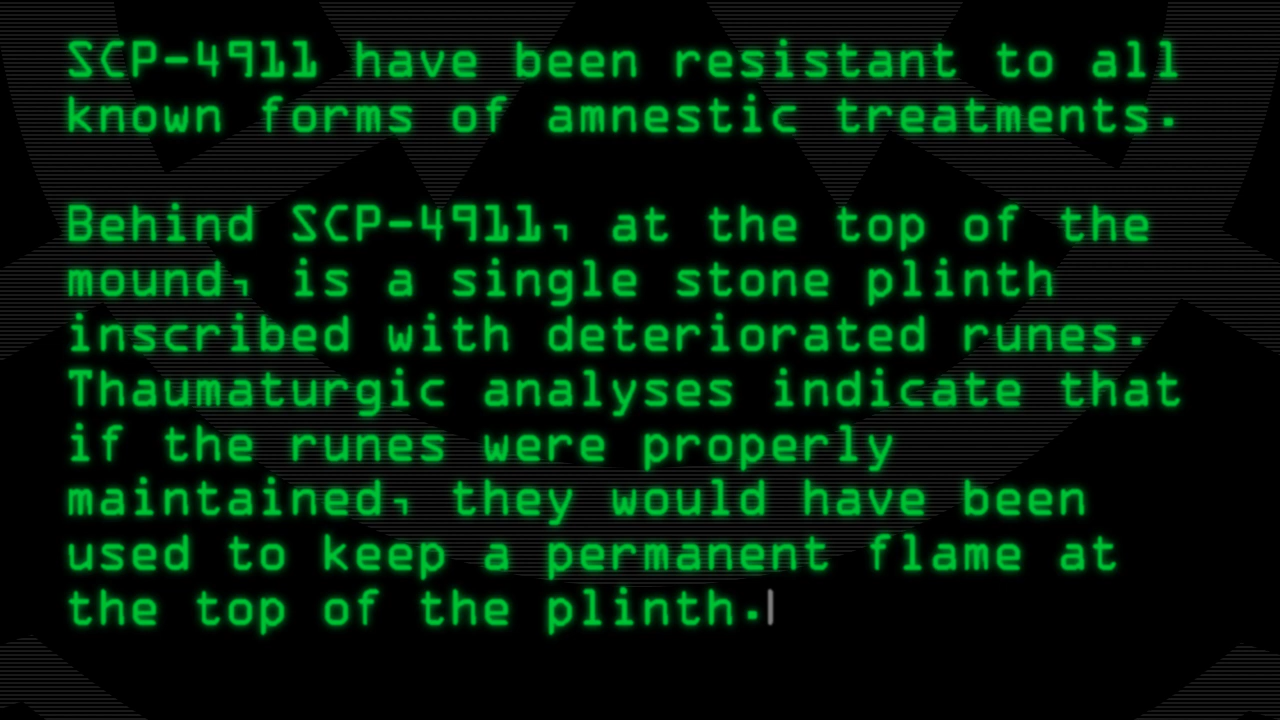 SCP-4911 have been resistant to all
known forms of amnestic treatments.
Behind SCP-4911, at the top of the
mound, is a single stone plinth
inscribed with deteriorated runes.
Thaumaturgic analyses indicate that
if the runes were properly
maintained, they would have been
used to keep a permanent flame at
the top of the plinth.